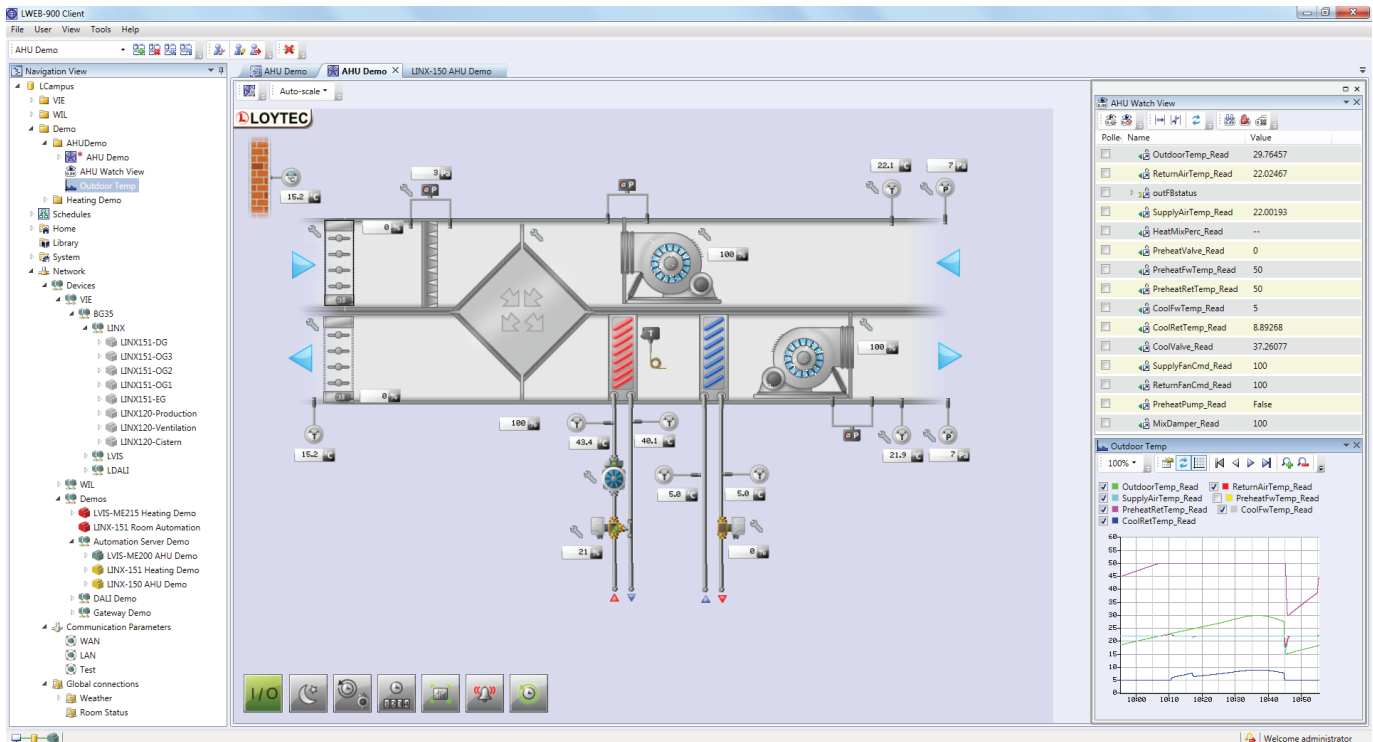 LWEB-900 Client
File User View Tools Help
AHU Demo
Navigation View
LCampus
VIE
WIL
Demo
AHUDemo
AHU Demo
AHU Watch View
Outdoor Temp
Heating Demo
Schedules
Home
Library
System
Network
Devices
VIE
BG35
LINX
LINX151-DG
LINX151-OG3
LINX151-OG2
LINX151-OG1
LINX151-EG
LINX120-Production
LINX120-Ventilation
LINX120-Cistern
LVIS
LDALI
WIL
Demos
LVIS-ME215 Heating Demo
LINX-151 Room Automation
Automation Server Demo
LVIS-ME200 AHU Demo
LINX-151 Heating Demo
LINX-150 AHU Demo
DALI Demo
Gateway Demo
Communication Parameters
WAN
LAN
Test
Global connections
Weather
Room Status
AHU Demo AHU Demo LINX-150 AHU Demo
Auto-scale
LOYTEC
3 Pa
22.1 °C 7 Pa
15.2 °C
P P T P
0 %
100 %
T
100 %
0 %
100 %
T T T P T P
43.4 °C 40.1 °C
15.2 °C
21.9 °C 7 Pa
T T
5.0 °C 5.0 °C
21 % 0 %
I/O
AHU Watch View
Polle Name Value
OutdoorTemp_Read 29.76457
ReturnAirTemp_Read 22.02467
outFBstatus
SupplyAirTemp_Read 22.00193
HeatMixPerc_Read --
PreheatValve_Read 0
PreheatFwTemp_Read 50
PreheatRetTemp_Read 50
CoolFwTemp_Read 5
CoolRetTemp_Read 8.89268
CoolValve_Read 37.26077
SupplyFanCmd_Read 100
ReturnFanCmd_Read 100
PreheatPump_Read False
MixDamper_Read 100
Outdoor Temp
100%
OutdoorTemp_Read ReturnAirTemp_Read
SupplyAirTemp_Read PreheatFwTemp_Read
PreheatRetTemp_Read CoolFwTemp_Read
CoolRetTemp_Read
60
55
50
45
40
35
30
25
20
15
10
5
0
10:00 10:10 10:20 10:30 10:40 10:50
Welcome administrator